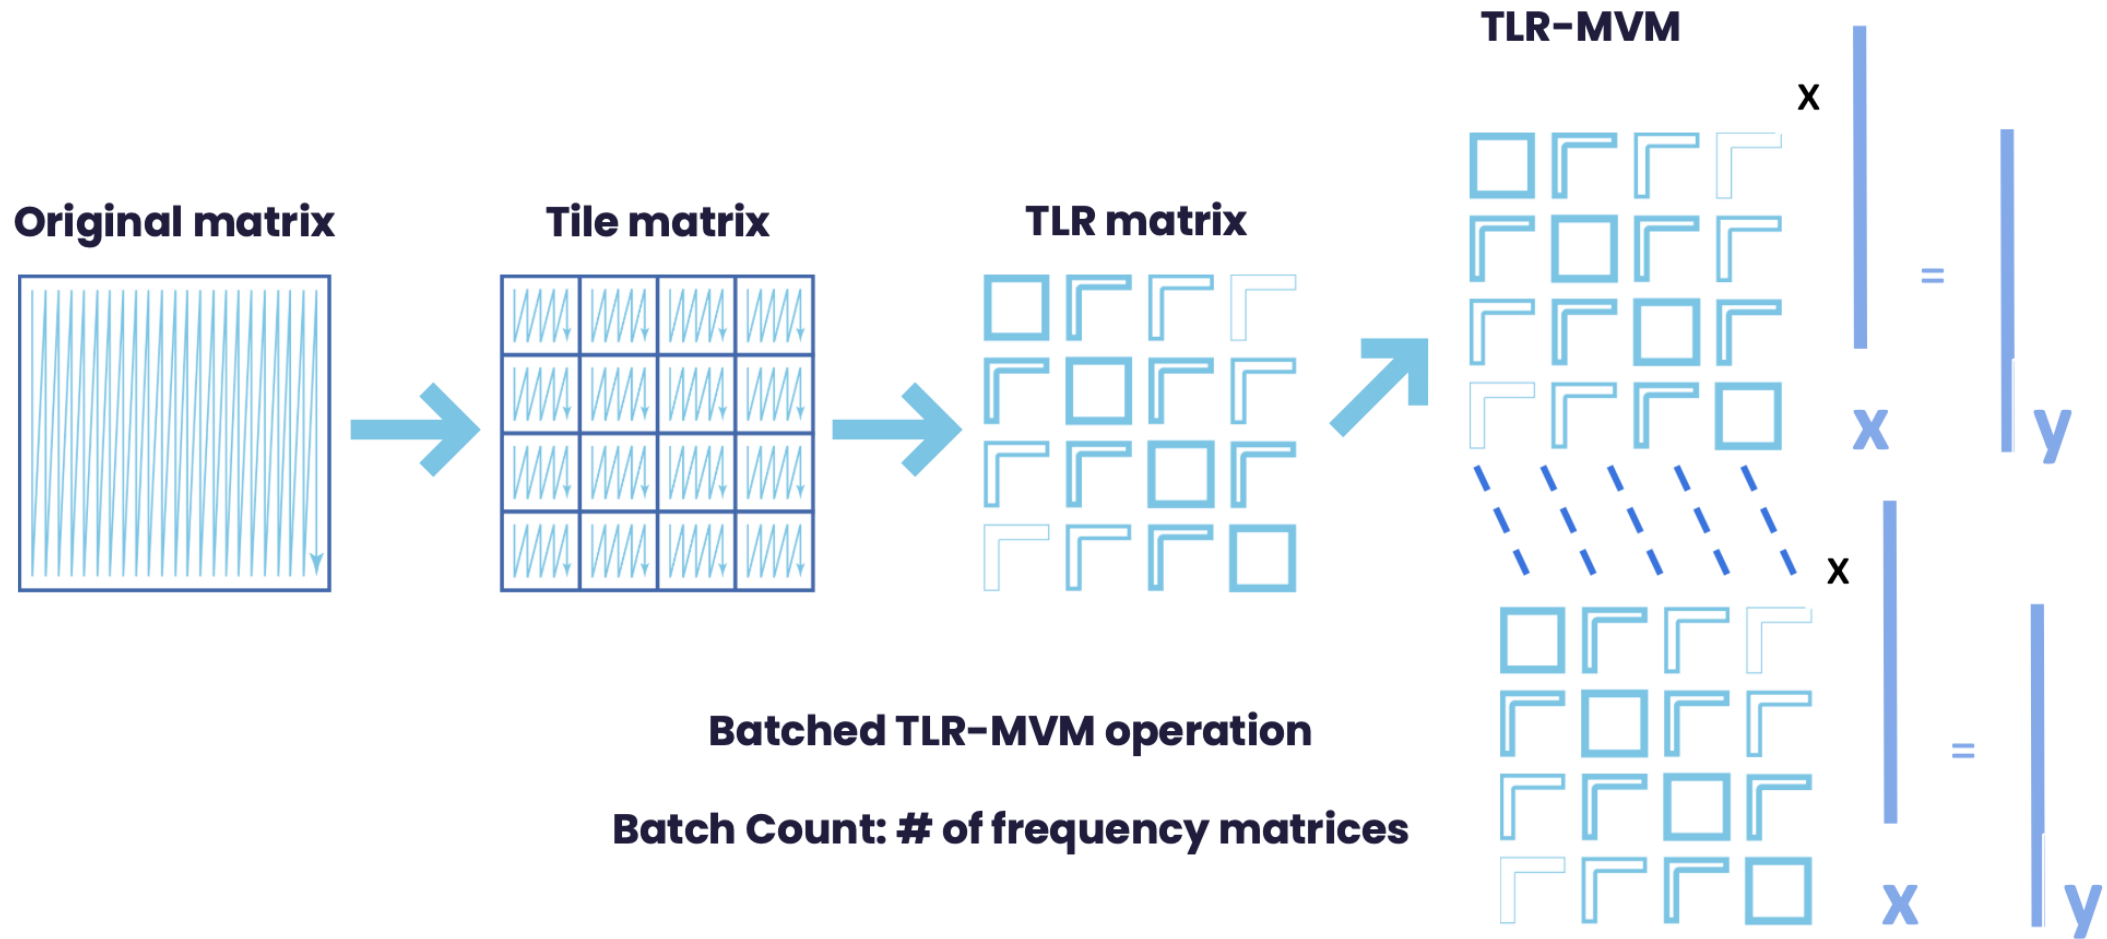 TLR-MVM
x
Original matrix
Tile matrix
TLR matrix
=
x
y
x
Batched TLR-MVM operation
=
Batch Count: # of frequency matrices
x
y